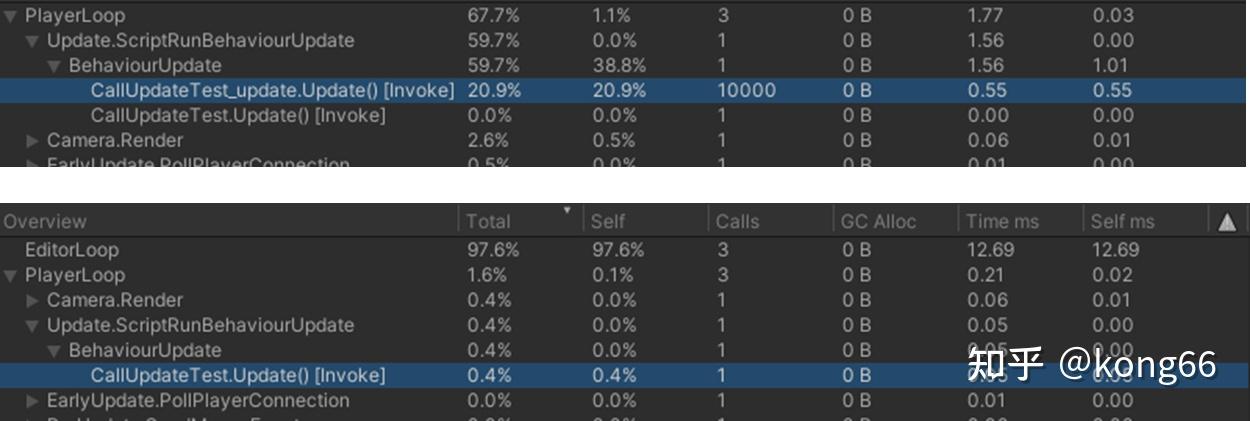 PlayerLoop 67.7% 1.1% 3 0 B 1.77 0.03
Update.ScriptRunBehaviourUpdate 59.7% 0.0% 1 0 B 1.56 0.00
BehaviourUpdate 59.7% 38.8% 1 0 B 1.56 1.01
CallUpdateTest_update.Update() [Invoke] 20.9% 20.9% 10000 0 B 0.55 0.55
CallUpdateTest.Update() [Invoke] 0.0% 0.0% 1 0 B 0.00 0.00
Camera.Render 2.6% 0.5% 1 0 B 0.06 0.01
EarlyUpdate.PollPlayerConnection 0.5% 0.0% 1 0 B 0.01 0.00
Overview Total Self Calls GC Alloc Time ms Self ms
EditorLoop 97.6% 97.6% 3 0 B 12.69 12.69
PlayerLoop 1.6% 0.1% 3 0 B 0.21 0.02
Camera.Render 0.4% 0.0% 1 0 B 0.06 0.01
Update.ScriptRunBehaviourUpdate 0.4% 0.0% 1 0 B 0.05 0.00
BehaviourUpdate 0.4% 0.0% 1 0 B 0.05 0.00
知乎 @kong66
CallUpdateTest.Update() [Invoke] 0.4% 0.4% 1 0 B
EarlyUpdate.PollPlayerConnection 0.0% 0.0% 1 0 B 0.01 0.00